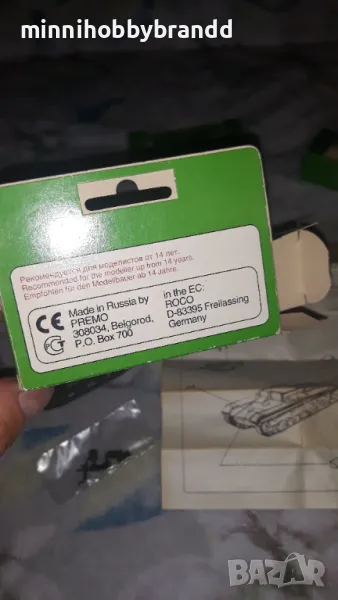 minnihobbybrandd
Рекомендуется для моделистов от 14 лет.
Recommended for the modeller up from 14 years.
Empfohlen für den Modellbauer ab 14 Jahre.
CE
Made in Russia by
PREMO
308034, Belgorod,
P.O. Box 700
in the EC:
ROCO
D-83395 Freilassing
Germany
BAZAR
bg